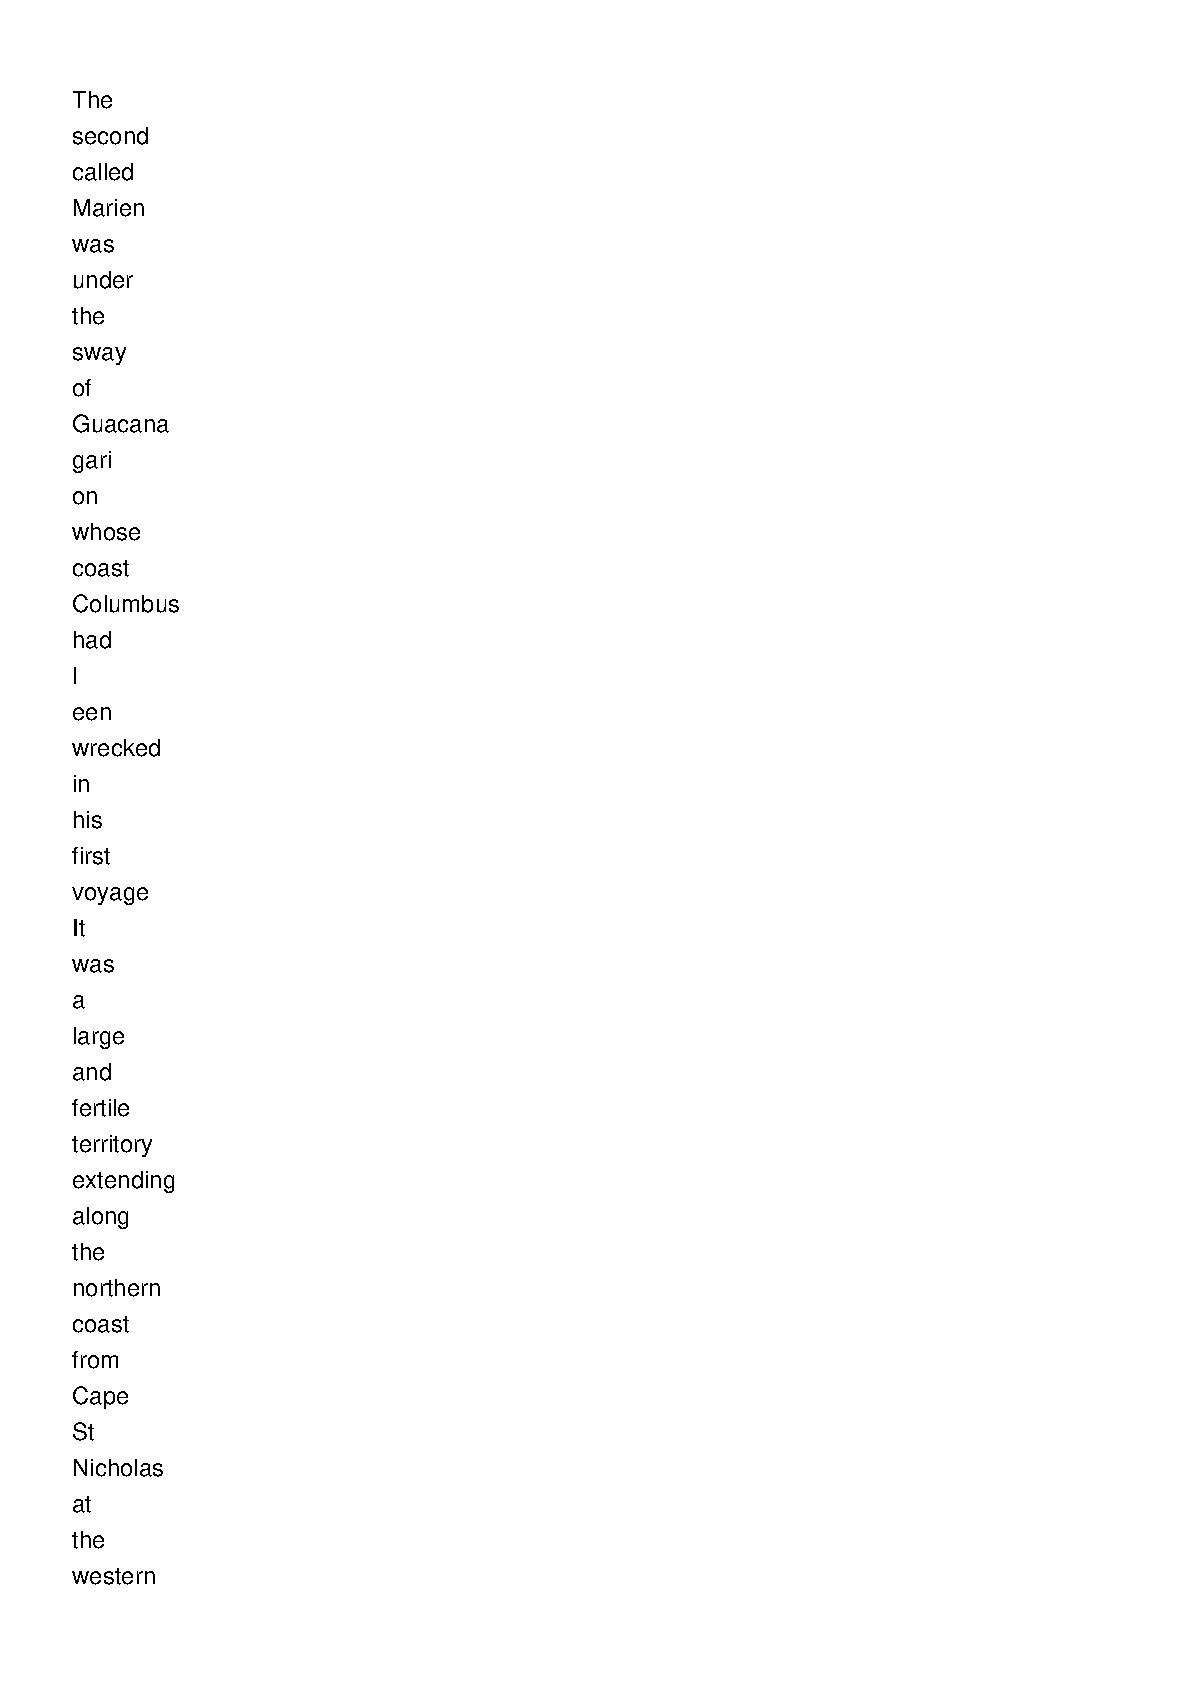 The
second
called
Marien
was
under
the
sway
of
Guacana
gari
on
whose
coast
Columbus
had
l
een
wrecked
in
his
first
voyage
It
was
a
large
and
fertile
territory
extending
along
the
northern
coast
from
Cape
St
Nicholas
at
the
western